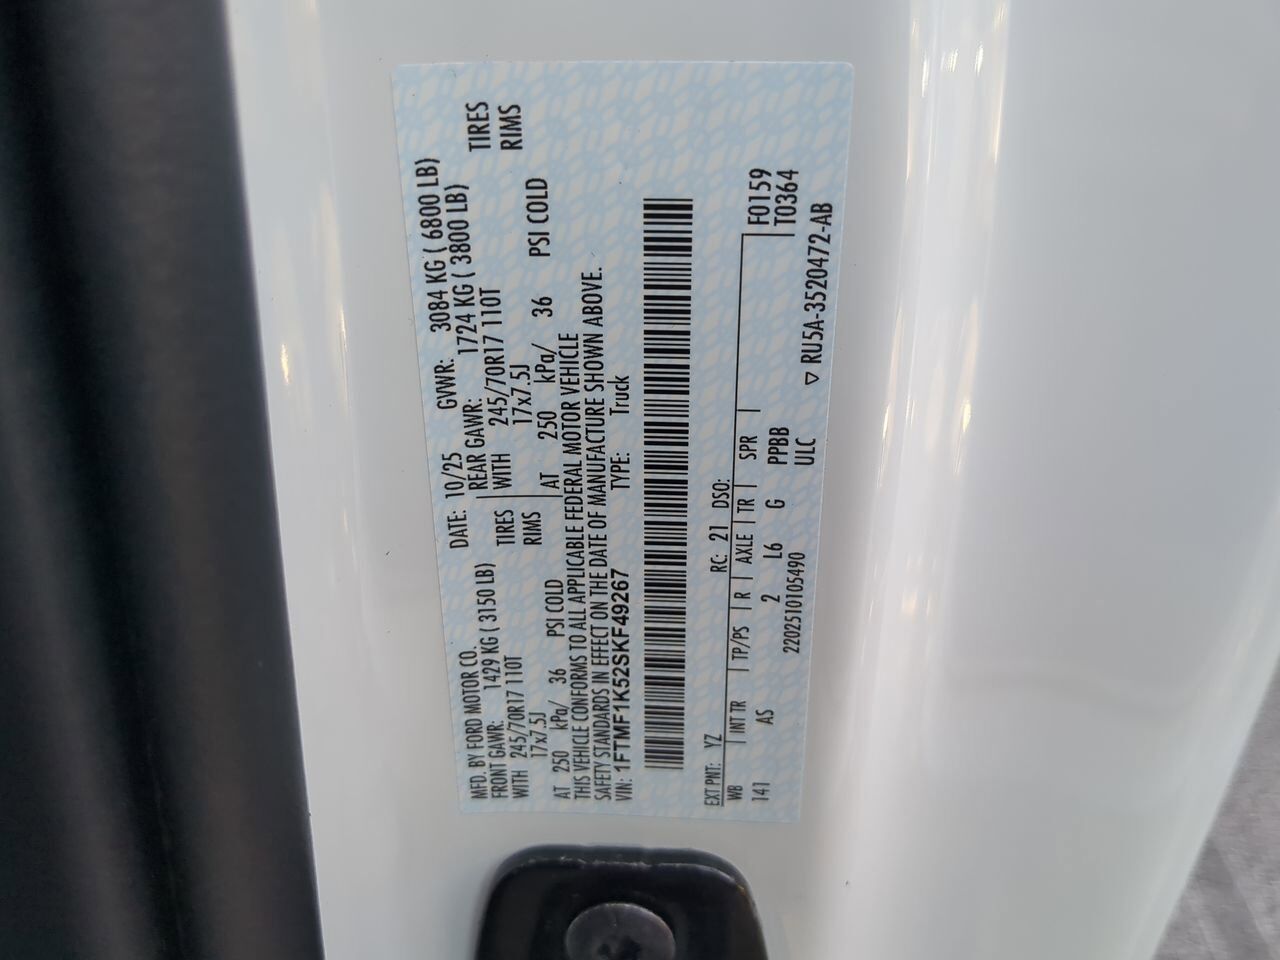 MFD. BY FORD MOTOR CO.
DATE: 10/25 GVWR: 3084 KG ( 6800 LB)
FRONT GAWR: 1429 KG ( 3150 LB) REAR GAWR: 1724 KG ( 3800 LB)
WITH 245/70R17 110T TIRES WITH 245/70R17 110T TIRES
17x7.5J RIMS 17x7.5J RIMS
AT 250 kPa/ 36 PSI COLD AT 250 kPa/ 36 PSI COLD
THIS VEHICLE CONFORMS TO ALL APPLICABLE FEDERAL MOTOR VEHICLE
SAFETY STANDARDS IN EFFECT ON THE DATE OF MANUFACTURE SHOWN ABOVE.
VIN: 1FTMF1K52SKF49267 TYPE: Truck
EXT PNT: YZ RC: 21 DSO:
WB INT TR TP/PS R AXLE TR SPR F0159
141 AS 2 L6 G PPBB T0364
2202510105490 ULC
▽ RU5A-3520472-AB